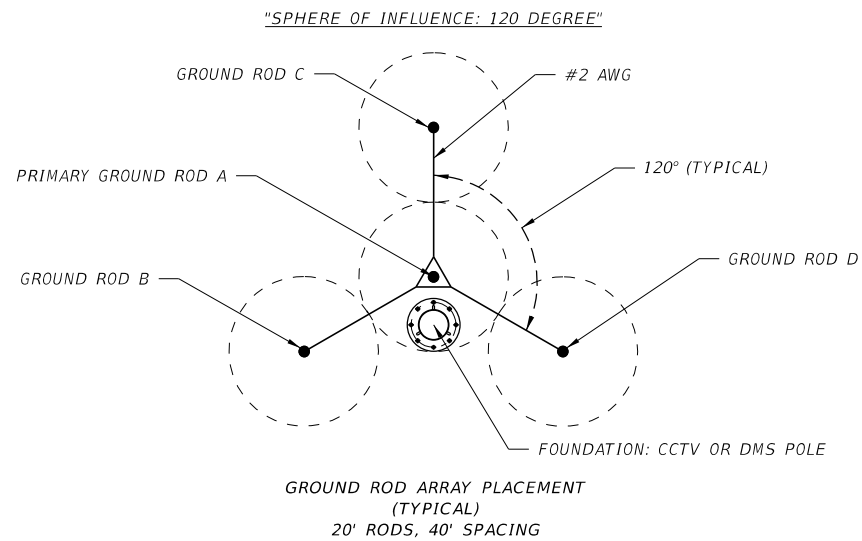 "SPHERE OF INFLUENCE: 120 DEGREE"
GROUND ROD C
#2 AWG
PRIMARY GROUND ROD A
120° (TYPICAL)
GROUND ROD B
GROUND ROD D
FOUNDATION: CCTV OR DMS POLE
GROUND ROD ARRAY PLACEMENT
(TYPICAL)
20' RODS, 40' SPACING